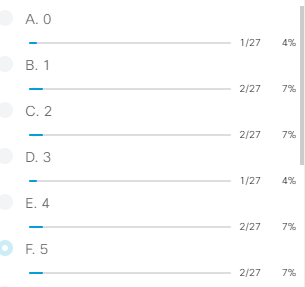 A. 0
1/27 4%
B. 1
2/27 7%
C. 2
2/27 7%
D. 3
1/27 4%
E. 4
2/27 7%
F. 5
2/27 7%